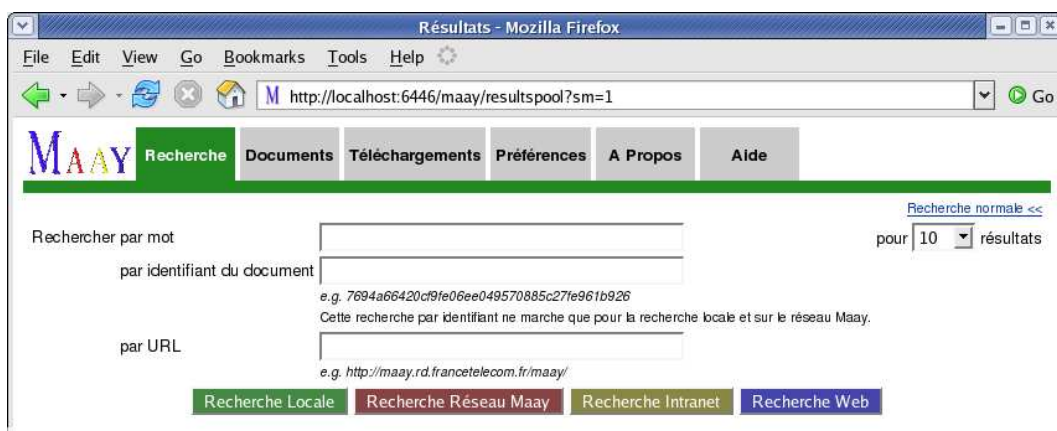 Résultats - Mozilla Firefox
File Edit View Go Bookmarks Tools Help
M http://localhost:6446/maay/resultspool?sm=1 Go
MAAY Recherche Documents Téléchargements Préférences A Propos Aide
Recherche normale <<
Rechercher par mot pour 10 résultats
par identifiant du document
e.g. 7694a66420cf9fe06ee049570885c27fe961b926
Cette recherche par identifiant ne marche que pour la recherche locale et sur le réseau Maay.
par URL
e.g. http://maay.rd.francetelecom.fr/maay/
Recherche Locale Recherche Réseau Maay Recherche Intranet Recherche Web